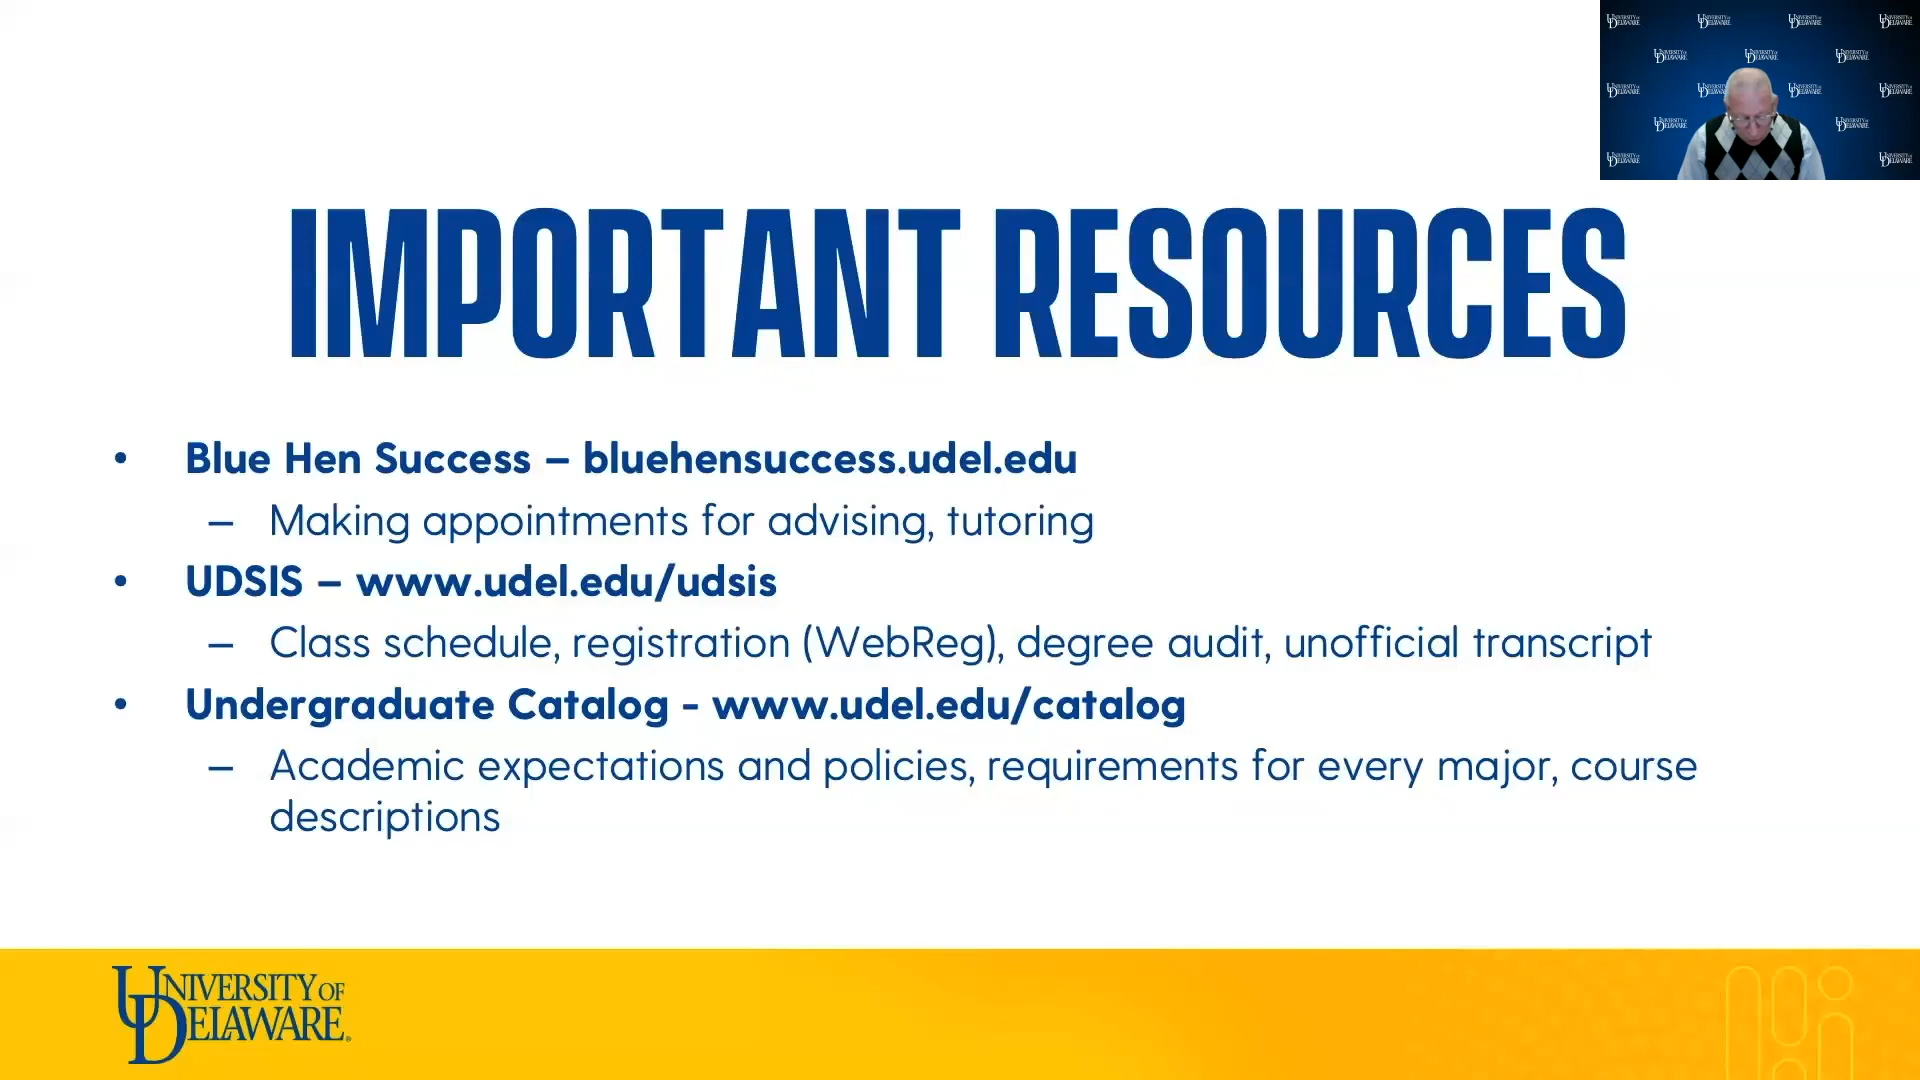 IMPORTANT RESOURCES
• Blue Hen Success – bluehensuccess.udel.edu
– Making appointments for advising, tutoring
• UDSIS – www.udel.edu/udsis
– Class schedule, registration (WebReg), degree audit, unofficial transcript
• Undergraduate Catalog - www.udel.edu/catalog
– Academic expectations and policies, requirements for every major, course
descriptions
UNIVERSITY OF
DELAWARE